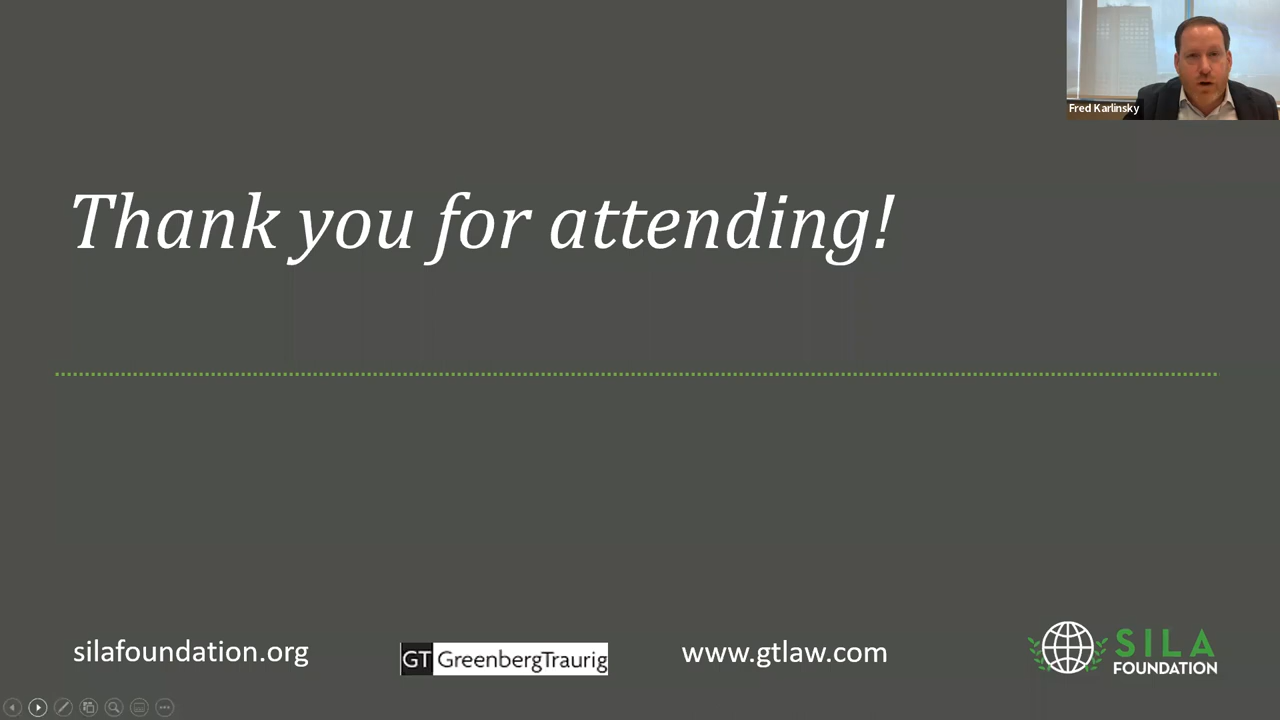 Fred Karlinsky
Thank you for attending!
silafoundation.org
GT GreenbergTraurig
www.gtlaw.com
SILA
FOUNDATION